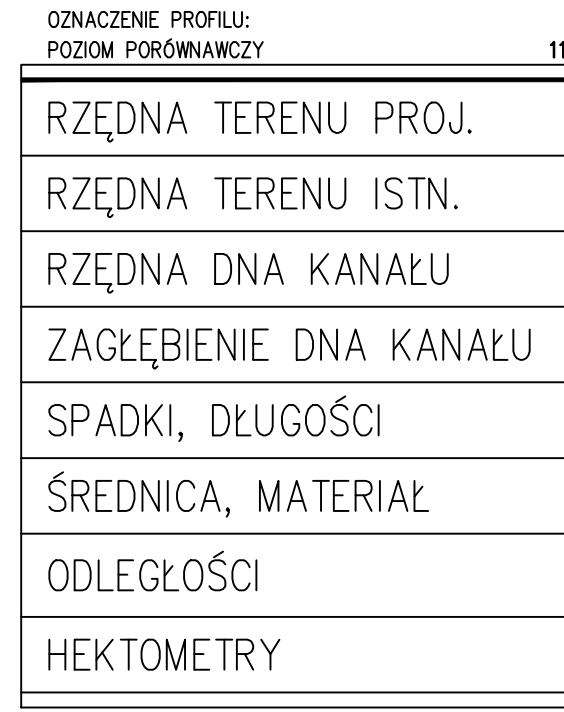 OZNACZENIE PROFILU:
POZIOM PORÓWNAWCZY 11
RZĘDNA TERENU PROJ.
RZĘDNA TERENU ISTN.
RZĘDNA DNA KANAŁU
ZAGŁĘBIENIE DNA KANAŁU
SPADKI, DŁUGOŚCI
ŚREDNICA, MATERIAŁ
ODLEGŁOŚCI
HEKTOMETRY